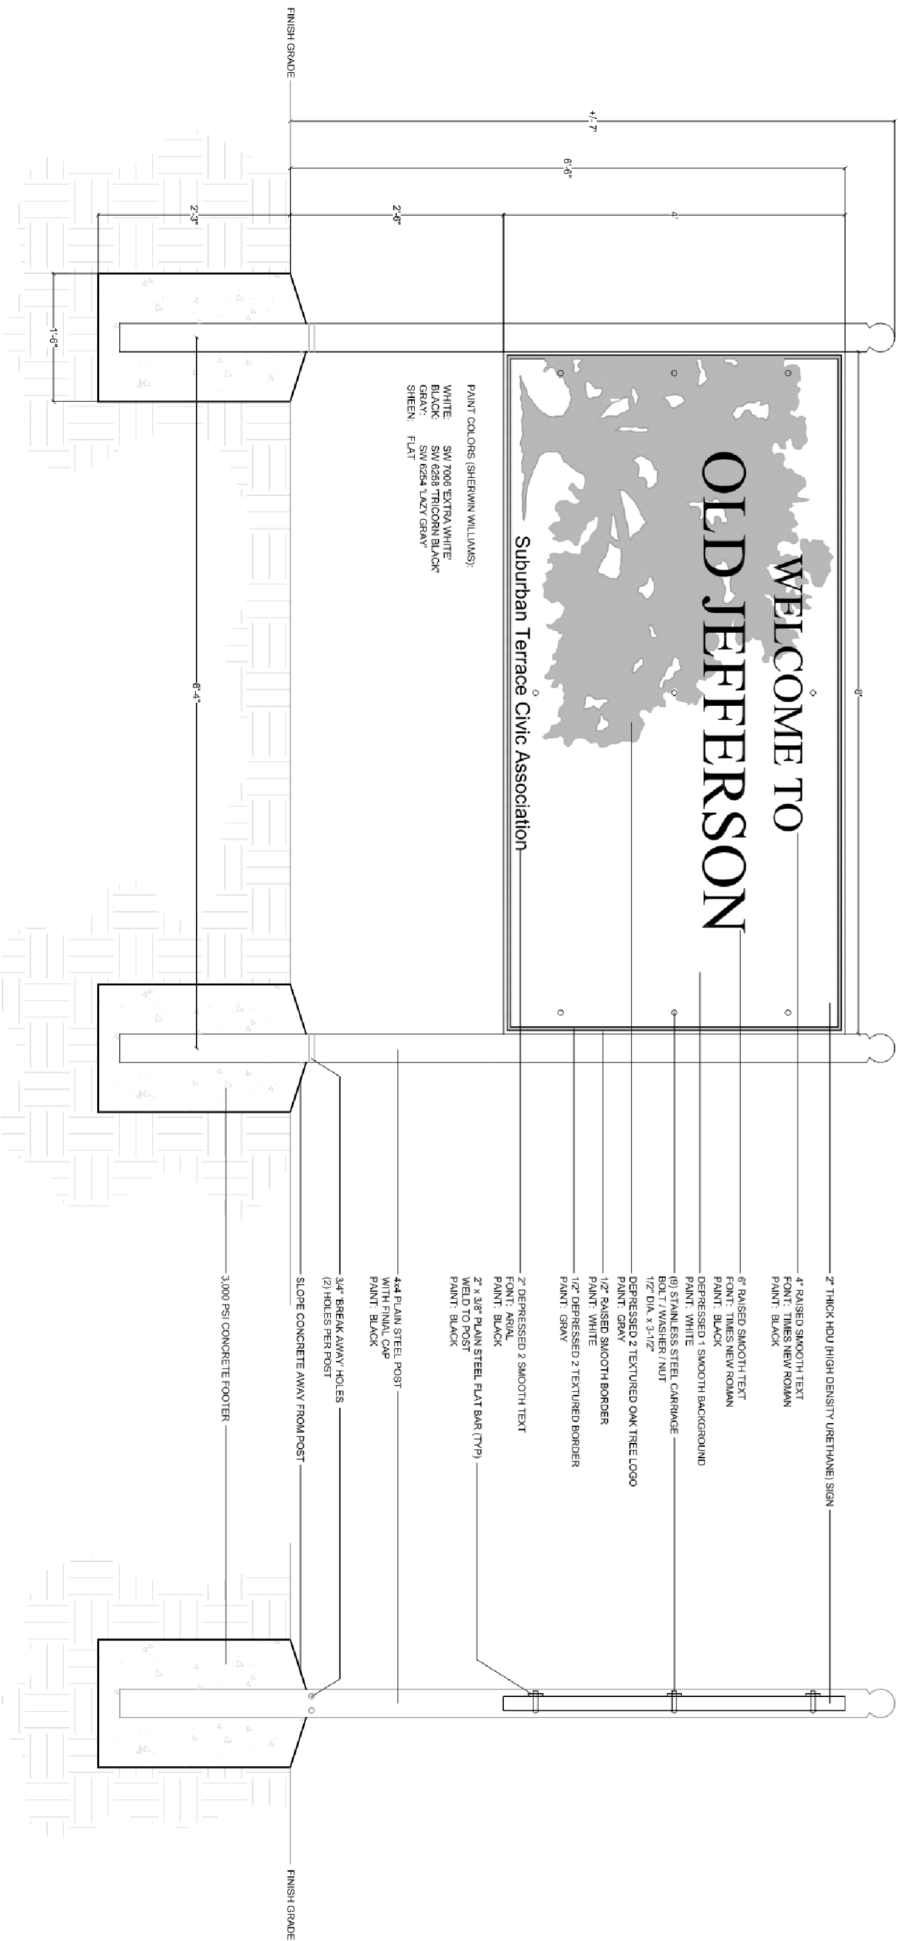 FINISH GRADE
+/- 7'
6'-6"
2'-3"
2'-6"
4'
1'-6"
8'
8'-4"
WELCOME TO
OLD JEFFERSON
Suburban Terrace Civic Association
PAINT COLORS (SHERWIN WILLIAMS):
WHITE: SW 7006 'EXTRA WHITE'
BLACK: SW 6258 'TRICORN BLACK'
GRAY: SW 6254 'LAZY GRAY'
SHEEN: FLAT
2" THICK HDU (HIGH DENSITY URETHANE) SIGN
4" RAISED SMOOTH TEXT
FONT: TIMES NEW ROMAN
PAINT: BLACK
6" RAISED SMOOTH TEXT
FONT: TIMES NEW ROMAN
PAINT: BLACK
DEPRESSED 1 SMOOTH BACKGROUND
PAINT: WHITE
(9) STAINLESS STEEL CARRIAGE
BOLT / WASHER / NUT
1/2" DIA. x 3-1/2"
DEPRESSED 2 TEXTURED OAK TREE LOGO
PAINT: GRAY
1/2" RAISED SMOOTH BORDER
PAINT: WHITE
1/2" DEPRESSED 2 TEXTURED BORDER
PAINT: GRAY
2" DEPRESSED 2 SMOOTH TEXT
FONT: ARIAL
PAINT: BLACK
2" x 3/8" PLAIN STEEL FLAT BAR (TYP)
WELD TO POST
PAINT: BLACK
4x4 PLAIN STEEL POST
WITH FINIAL CAP
PAINT: BLACK
3/4" 'BREAK AWAY' HOLES
(2) HOLES PER POST
SLOPE CONCRETE AWAY FROM POST
3,000 PSI CONCRETE FOOTER
FINISH GRADE